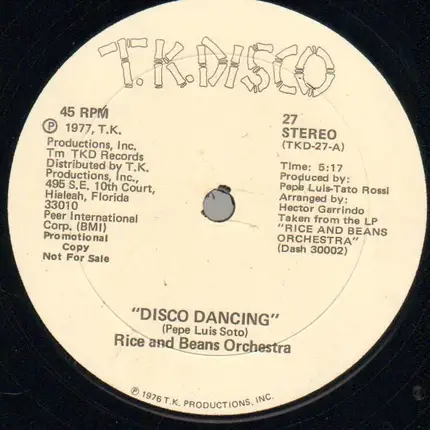 T.K.DISCO
45 RPM
Ⓟ 1977, T.K.
Productions, Inc.
Tm TKD Records
Distributed by T.K.
Productions, Inc.,
495 S.E. 10th Court,
Hialeah, Florida
33010
Peer International
Corp. (BMI)
Promotional
Copy
Not For Sale
27
STEREO
(TKD-27-A)
Time: 5:17
Produced by:
Pepe Luis-Tato Rossi
Arranged by:
Hector Garrindo
Taken from the LP
"RICE AND BEANS
ORCHESTRA"
(Dash 30002)
"DISCO DANCING"
(Pepe Luis Soto)
Rice and Beans Orchestra
Ⓟ 1976 T.K. PRODUCTIONS, INC.